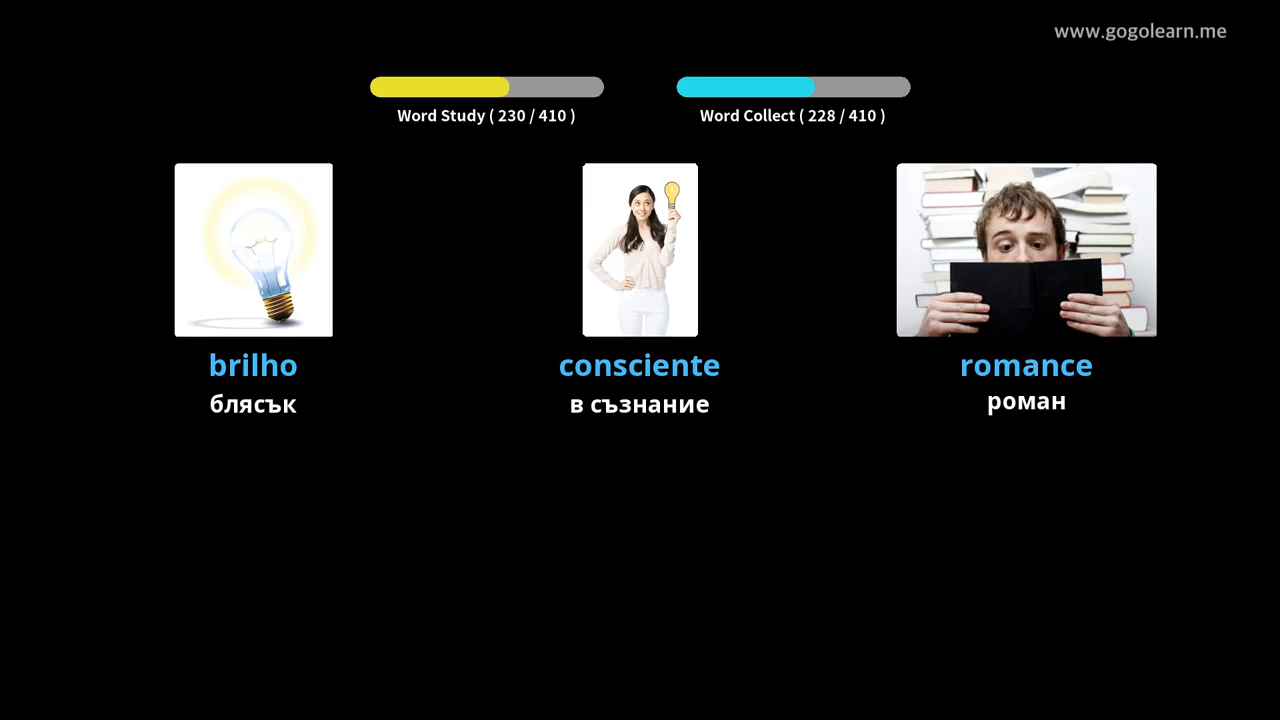 www.gogolearn.me
Word Study ( 230 / 410 )
Word Collect ( 228 / 410 )
brilho
consciente
romance
блясък
в съзнание
роман